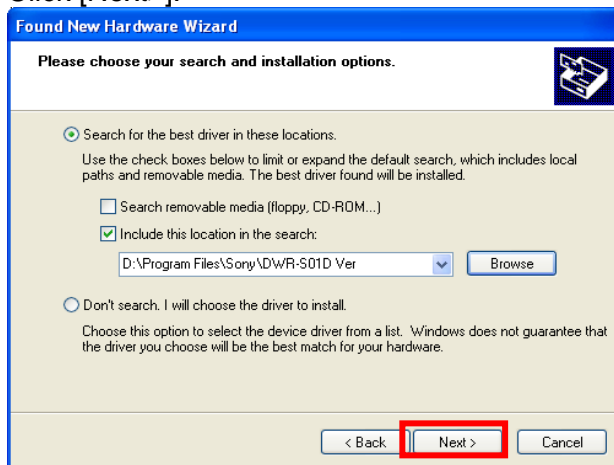 Found New Hardware Wizard
Please choose your search and installation options.
Search for the best driver in these locations.
Use the check boxes below to limit or expand the default search, which includes local
paths and removable media. The best driver found will be installed.
Search removable media (floppy, CD-ROM...)
Include this location in the search:
D:\Program Files\Sony\DWR-S01D Ver
Browse
Don't search. I will choose the driver to install.
Choose this option to select the device driver from a list. Windows does not guarantee that
the driver you choose will be the best match for your hardware.
< Back Next > Cancel